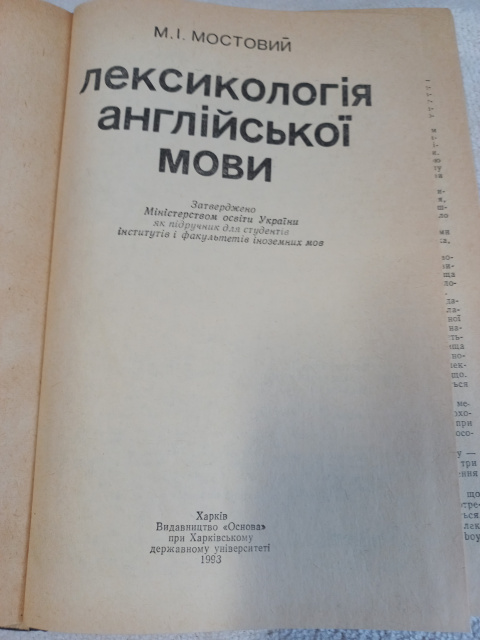 М.І. МОСТОВИЙ
лексикологія
англійської
мови
Затверджено
Міністерством освіти України
як підручник для студентів
інститутів і факультетів іноземних мов
Харків
Видавництво «Основа»
при Харківському
державному університеті
1993